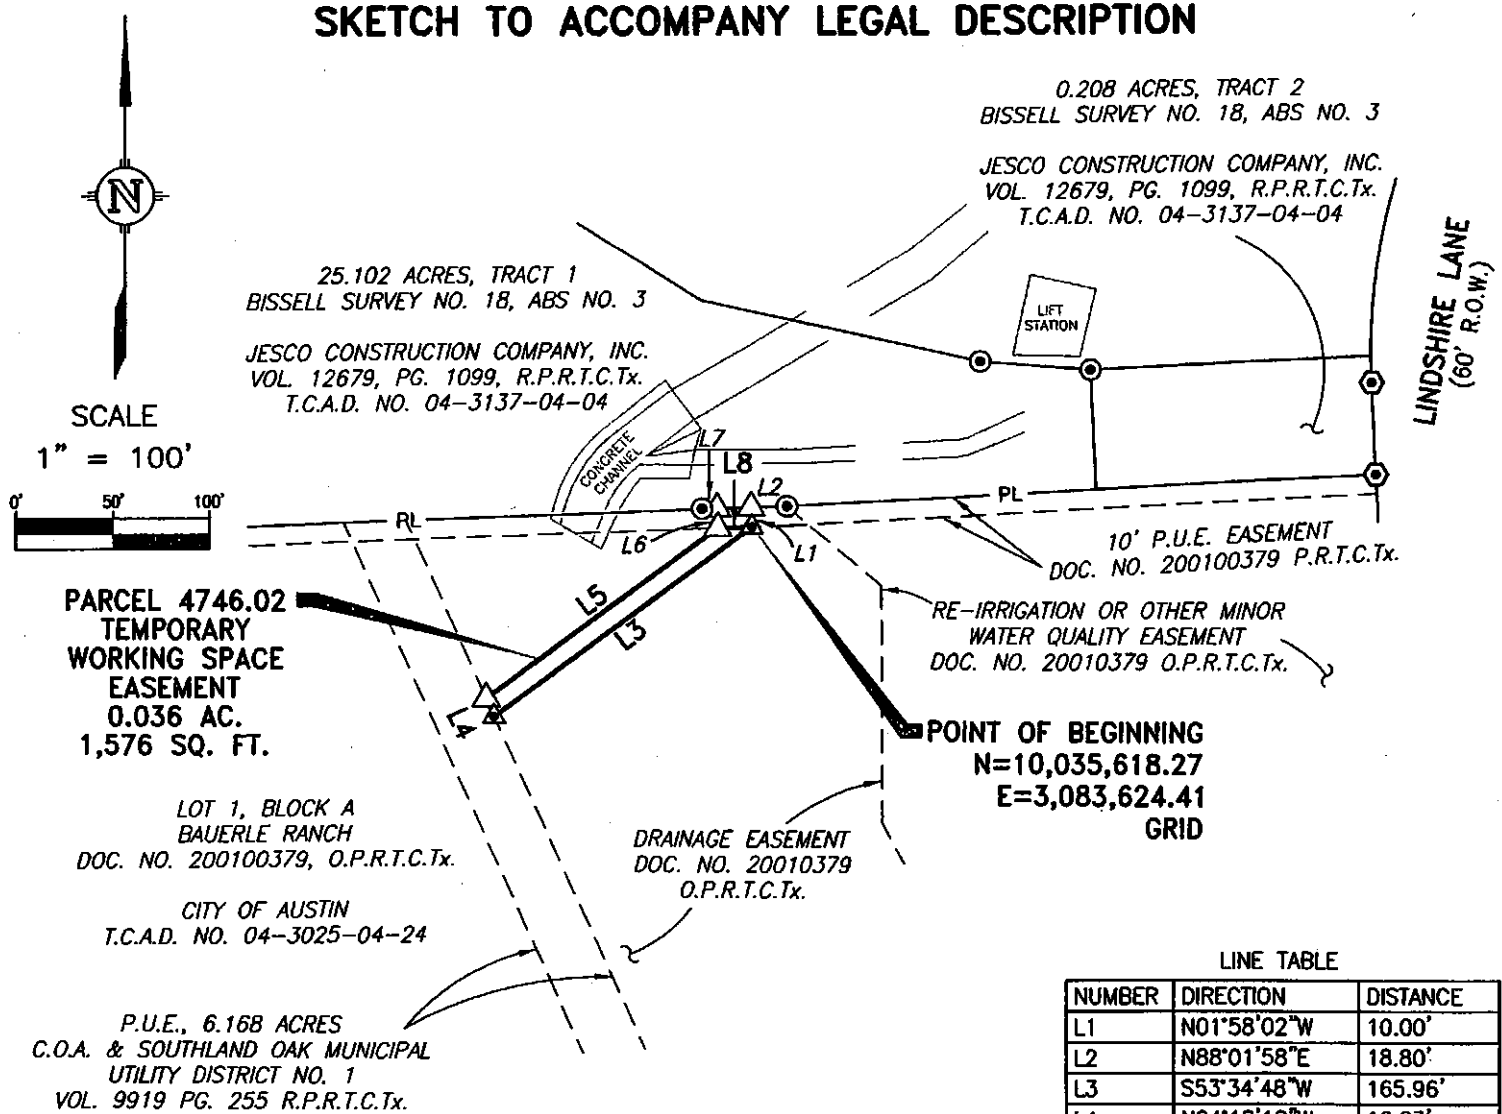 SKETCH TO ACCOMPANY LEGAL DESCRIPTION
N
SCALE
1" = 100'
0' 50' 100'
0.208 ACRES, TRACT 2
BISSELL SURVEY NO. 18, ABS NO. 3
JESCO CONSTRUCTION COMPANY, INC.
VOL. 12679, PG. 1099, R.P.R.T.C.Tx.
T.C.A.D. NO. 04-3137-04-04
25.102 ACRES, TRACT 1
BISSELL SURVEY NO. 18, ABS NO. 3
JESCO CONSTRUCTION COMPANY, INC.
VOL. 12679, PG. 1099, R.P.R.T.C.Tx.
T.C.A.D. NO. 04-3137-04-04
LIFT
STATION
LINDSHIRE LANE
(60' R.O.W.)
CONCRETE
CHANNEL
L7
L8
L2
PL
PL
L6
L1
L5
L3
L4
10' P.U.E. EASEMENT
DOC. NO. 200100379 P.R.T.C.Tx.
RE-IRRIGATION OR OTHER MINOR
WATER QUALITY EASEMENT
DOC. NO. 20010379 O.P.R.T.C.Tx.
PARCEL 4746.02
TEMPORARY
WORKING SPACE
EASEMENT
0.036 AC.
1,576 SQ. FT.
POINT OF BEGINNING
N=10,035,618.27
E=3,083,624.41
GRID
LOT 1, BLOCK A
BAUERLE RANCH
DOC. NO. 200100379, O.P.R.T.C.Tx.
CITY OF AUSTIN
T.C.A.D. NO. 04-3025-04-24
DRAINAGE EASEMENT
DOC. NO. 20010379
O.P.R.T.C.Tx.
P.U.E., 6.168 ACRES
C.O.A. & SOUTHLAND OAK MUNICIPAL
UTILITY DISTRICT NO. 1
VOL. 9919 PG. 255 R.P.R.T.C.Tx.
LINE TABLE
NUMBER DIRECTION DISTANCE
L1 N01°58'02"W 10.00'
L2 N88°01'58"E 18.80'
L3 S53°34'48"W 165.96'